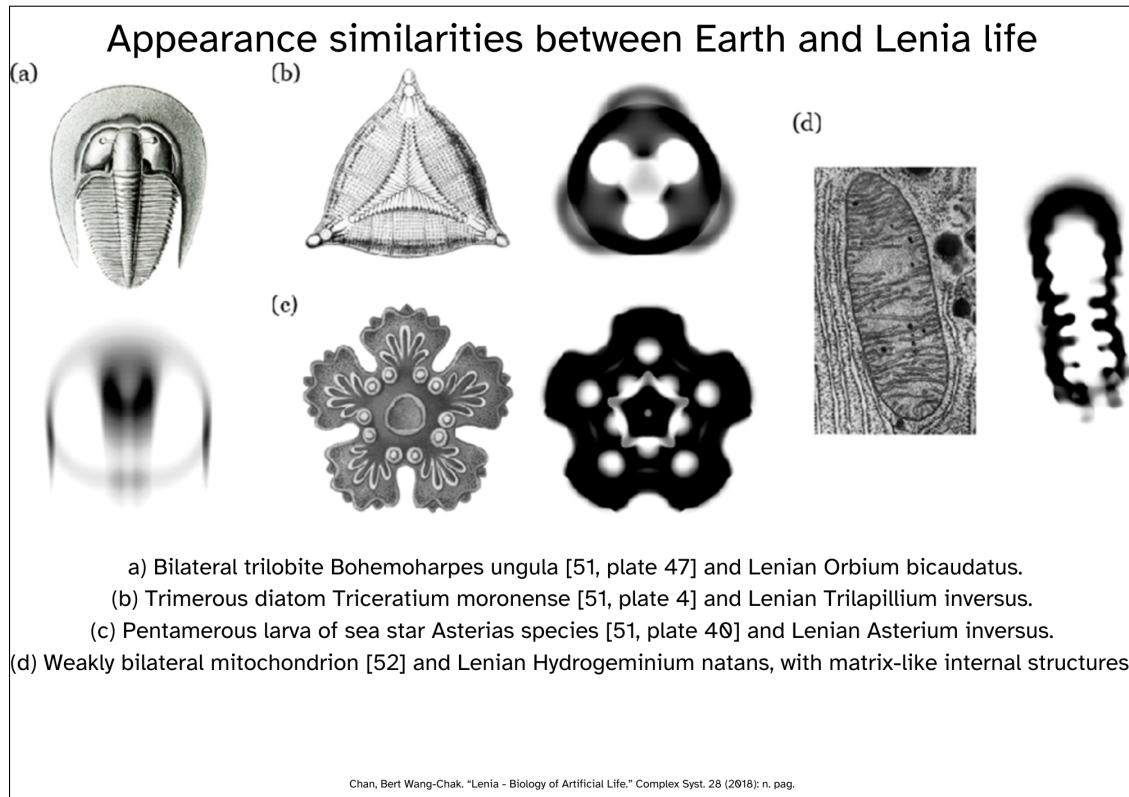 Appearance similarities between Earth and Lenia life
(a)
(b)
(d)
(c)
a) Bilateral trilobite Bohemoharpes ungula [51, plate 47] and Lenian Orbium bicaudatus.
(b) Trimerous diatom Triceratium moronense [51, plate 4] and Lenian Trilapillium inversus.
(c) Pentamerous larva of sea star Asterias species [51, plate 40] and Lenian Asterium inversus.
(d) Weakly bilateral mitochondrion [52] and Lenian Hydrogeminium natans, with matrix-like internal structures
Chan, Bert Wang-Chak. “Lenia - Biology of Artificial Life.” Complex Syst. 28 (2018): n. pag.